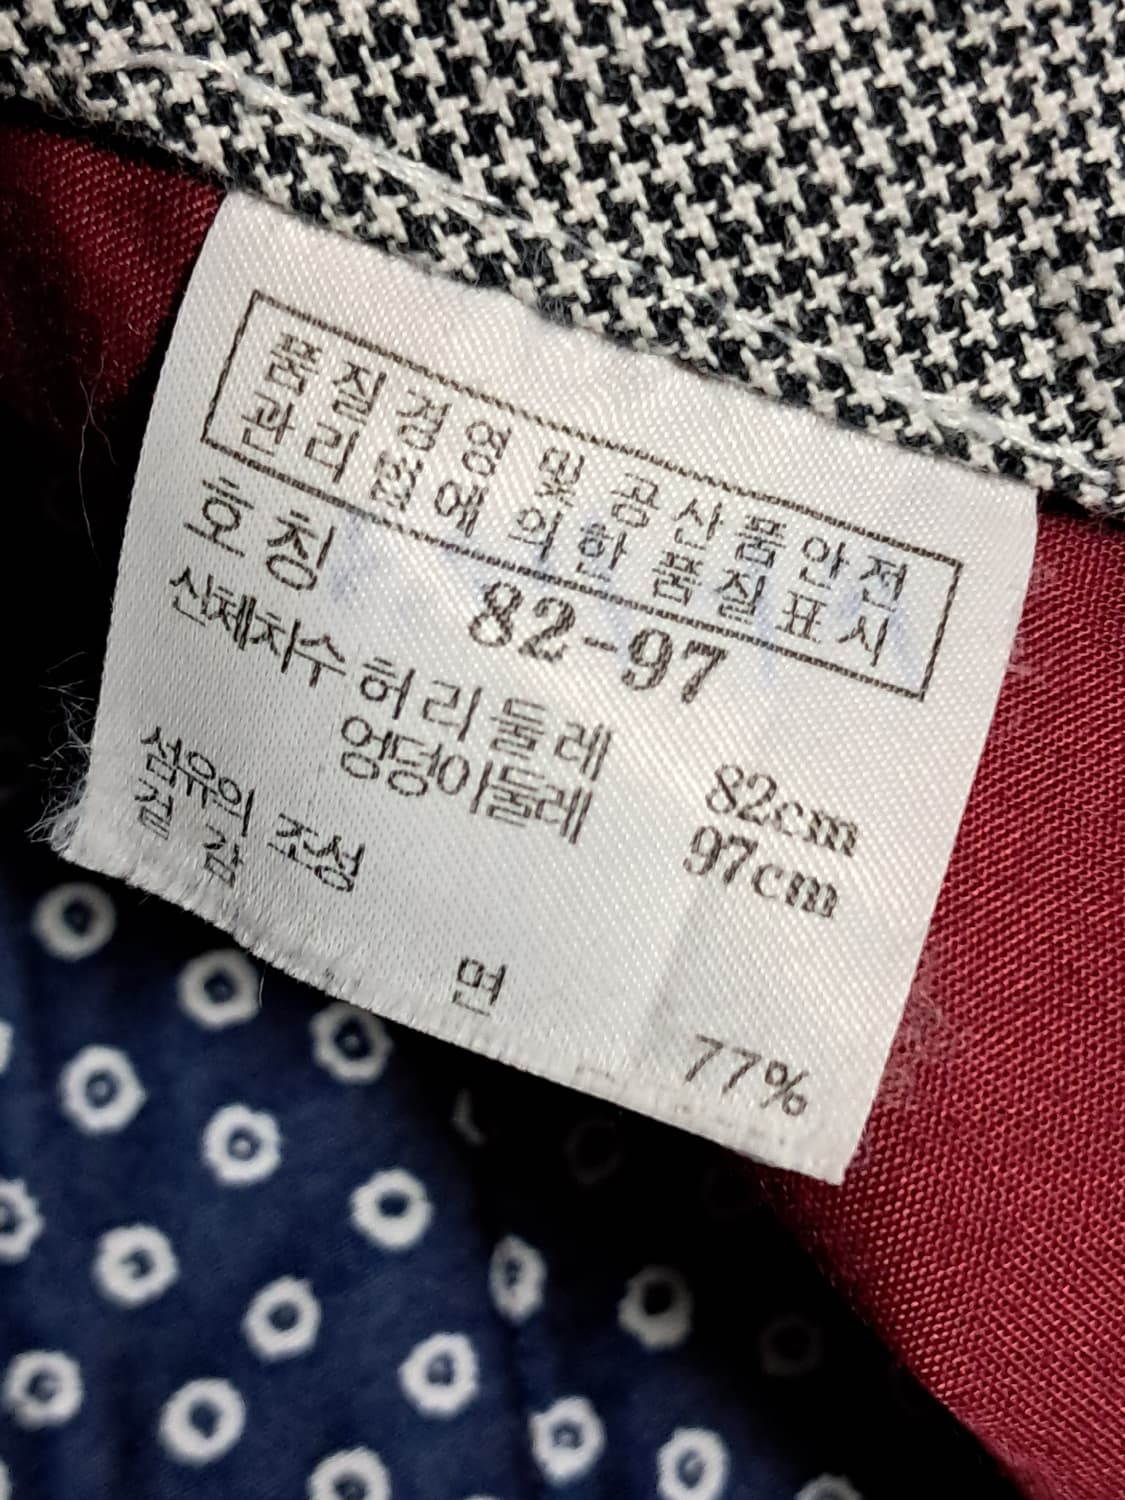 품질경영 및 공산품안전
관리법에 의한 품질표시
호칭 82-97
신체치수 허리둘레 82cm
엉덩이둘레 97cm
섬유의 조성
겉감
면 77%